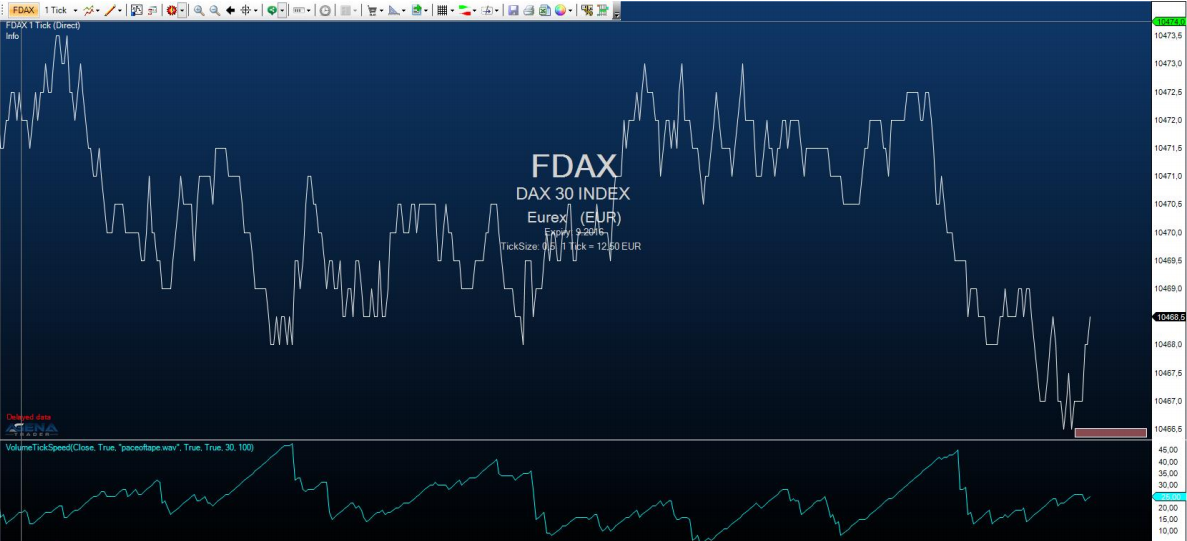 FDAX 1 Tick
FDAX 1 Tick (Direct)
Info
FDAX
DAX 30 INDEX
Eurex (EUR)
Expiry 9.2016
TickSize: 0,5 1 Tick = 12,50 EUR
10474,0
10473,5
10473,0
10472,5
10472,0
10471,5
10471,0
10470,5
10470,0
10469,5
10469,0
10468,5
10468,0
10467,5
10467,0
10466,5
Delayed data
AGENA
TRADER
VolumeTickSpeed(Close, True, "paceoftape.wav", True, True, 30, 100)
45,00
40,00
35,00
30,00
25,00
20,00
15,00
10,00